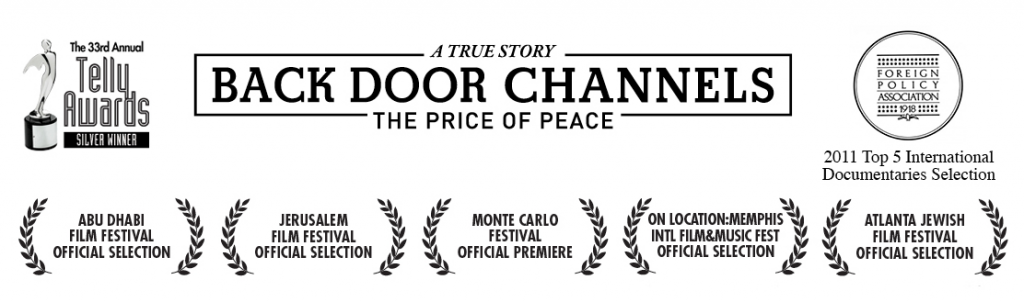 The 33rd Annual
Telly
Awards
SILVER WINNER
A TRUE STORY
BACK DOOR CHANNELS
THE PRICE OF PEACE
FOREIGN
POLICY
ASSOCIATION
1918
2011 Top 5 International
Documentaries Selection
ABU DHABI
FILM FESTIVAL
OFFICIAL SELECTION
JERUSALEM
FILM FESTIVAL
OFFICIAL SELECTION
MONTE CARLO
FESTIVAL
OFFICIAL PREMIERE
ON LOCATION:MEMPHIS
INTL FILM&MUSIC FEST
OFFICIAL SELECTION
ATLANTA JEWISH
FILM FESTIVAL
OFFICIAL SELECTION